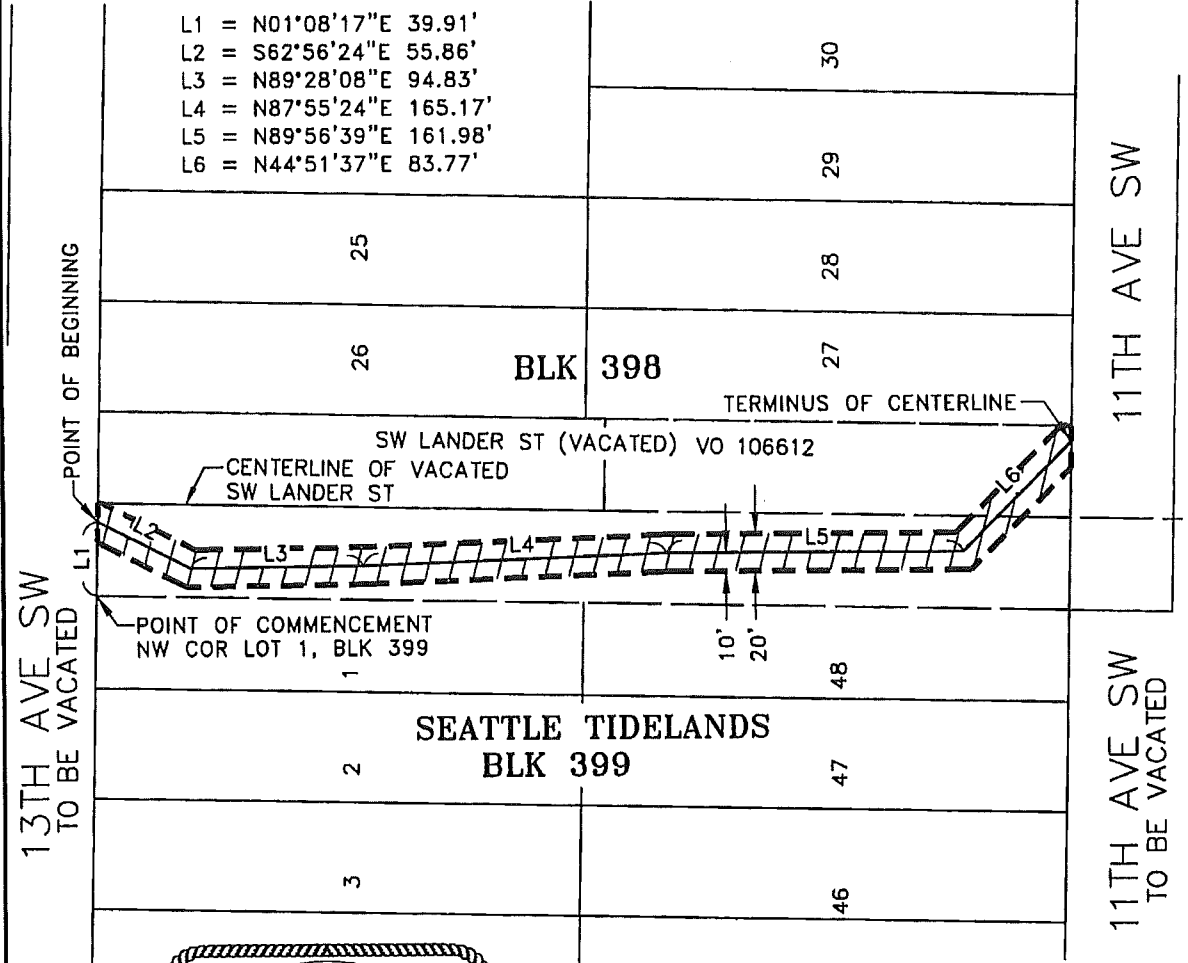 L1 = N01°08'17"E 39.91'
L2 = S62°56'24"E 55.86'
L3 = N89°28'08"E 94.83'
L4 = N87°55'24"E 165.17'
L5 = N89°56'39"E 161.98'
L6 = N44°51'37"E 83.77'
30
29
25
28
26
27
BLK 398
11TH AVE SW
POINT OF BEGINNING
TERMINUS OF CENTERLINE
SW LANDER ST (VACATED) VO 106612
CENTERLINE OF VACATED
SW LANDER ST
L1
L2
L3
L4
L5
L6
10'
20'
POINT OF COMMENCEMENT
NW COR LOT 1, BLK 399
13TH AVE SW
TO BE VACATED
1
48
SEATTLE TIDELANDS
BLK 399
2
47
3
46
11TH AVE SW
TO BE VACATED